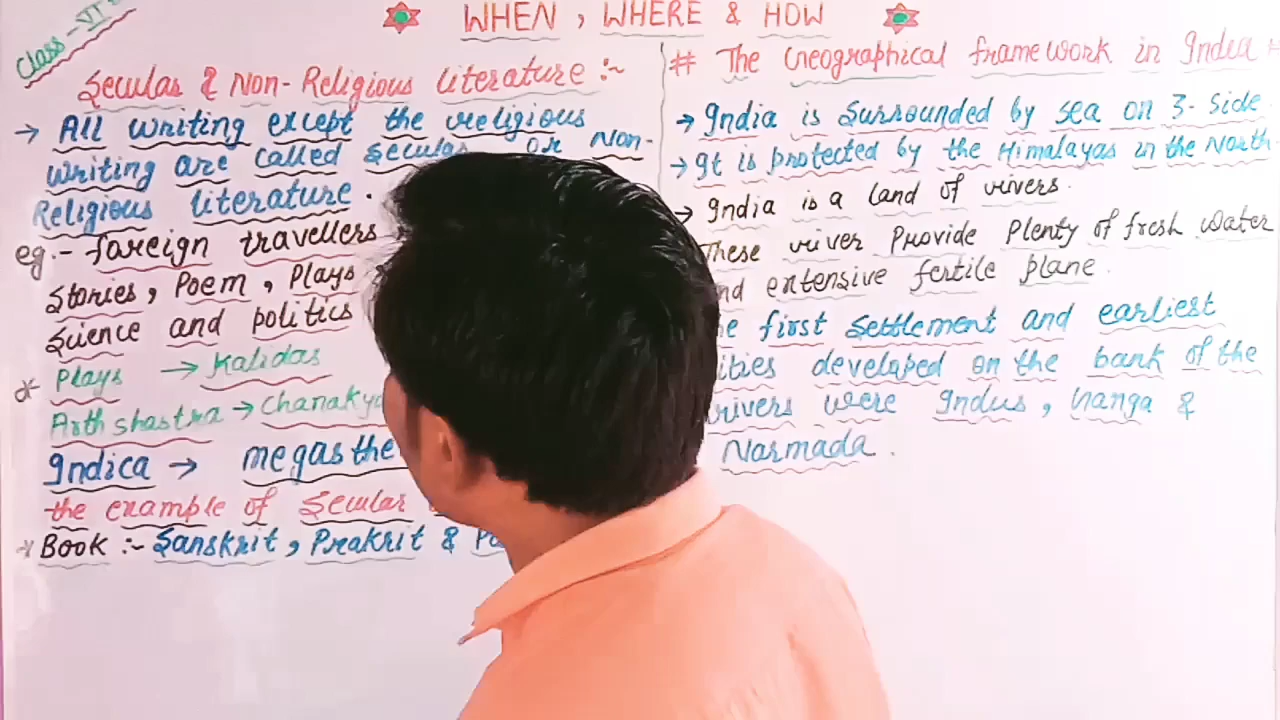 Class - VI
WHEN, WHERE & HOW
Secular & Non-Religious literature :-
→ All writing except the religious
writing are called secular or Non-
Religious literature.
eg.- foreign travellers
Stories, Poem, Plays
Science and politics
* Plays → Kalidas
Arthshastra → Chanakya
Indica → megasthe
the example of secular
* Book :- Sanskrit, Prakrit &
# The Geographical framework in India
→ India is surrounded by sea on 3-side
→ It is protected by the Himalayas in the North-
→ India is a land of rivers.
These river Provide Plenty of fresh water
nd extensive fertile plane.
e first settlement and earliest
ities developed on the bank of the
rivers were Indus, Ganga &
Narmada.